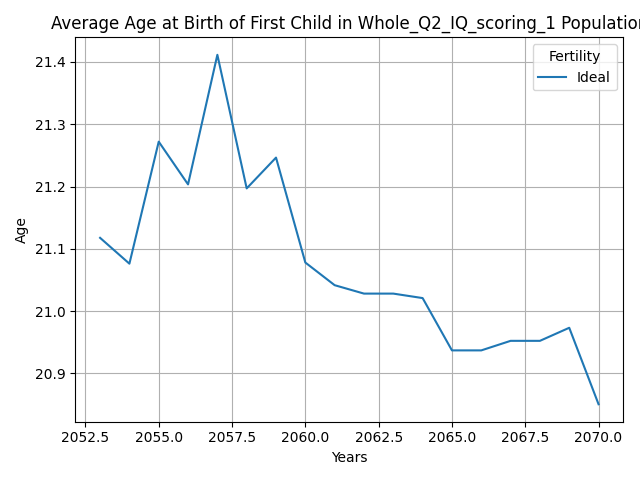 Average Age at Birth of First Child in Whole_Q2_IQ_scoring_1 Population
Fertility
Ideal
21.4
21.3
21.2
21.1
21.0
20.9
Age
2052.5 2055.0 2057.5 2060.0 2062.5 2065.0 2067.5 2070.0
Years